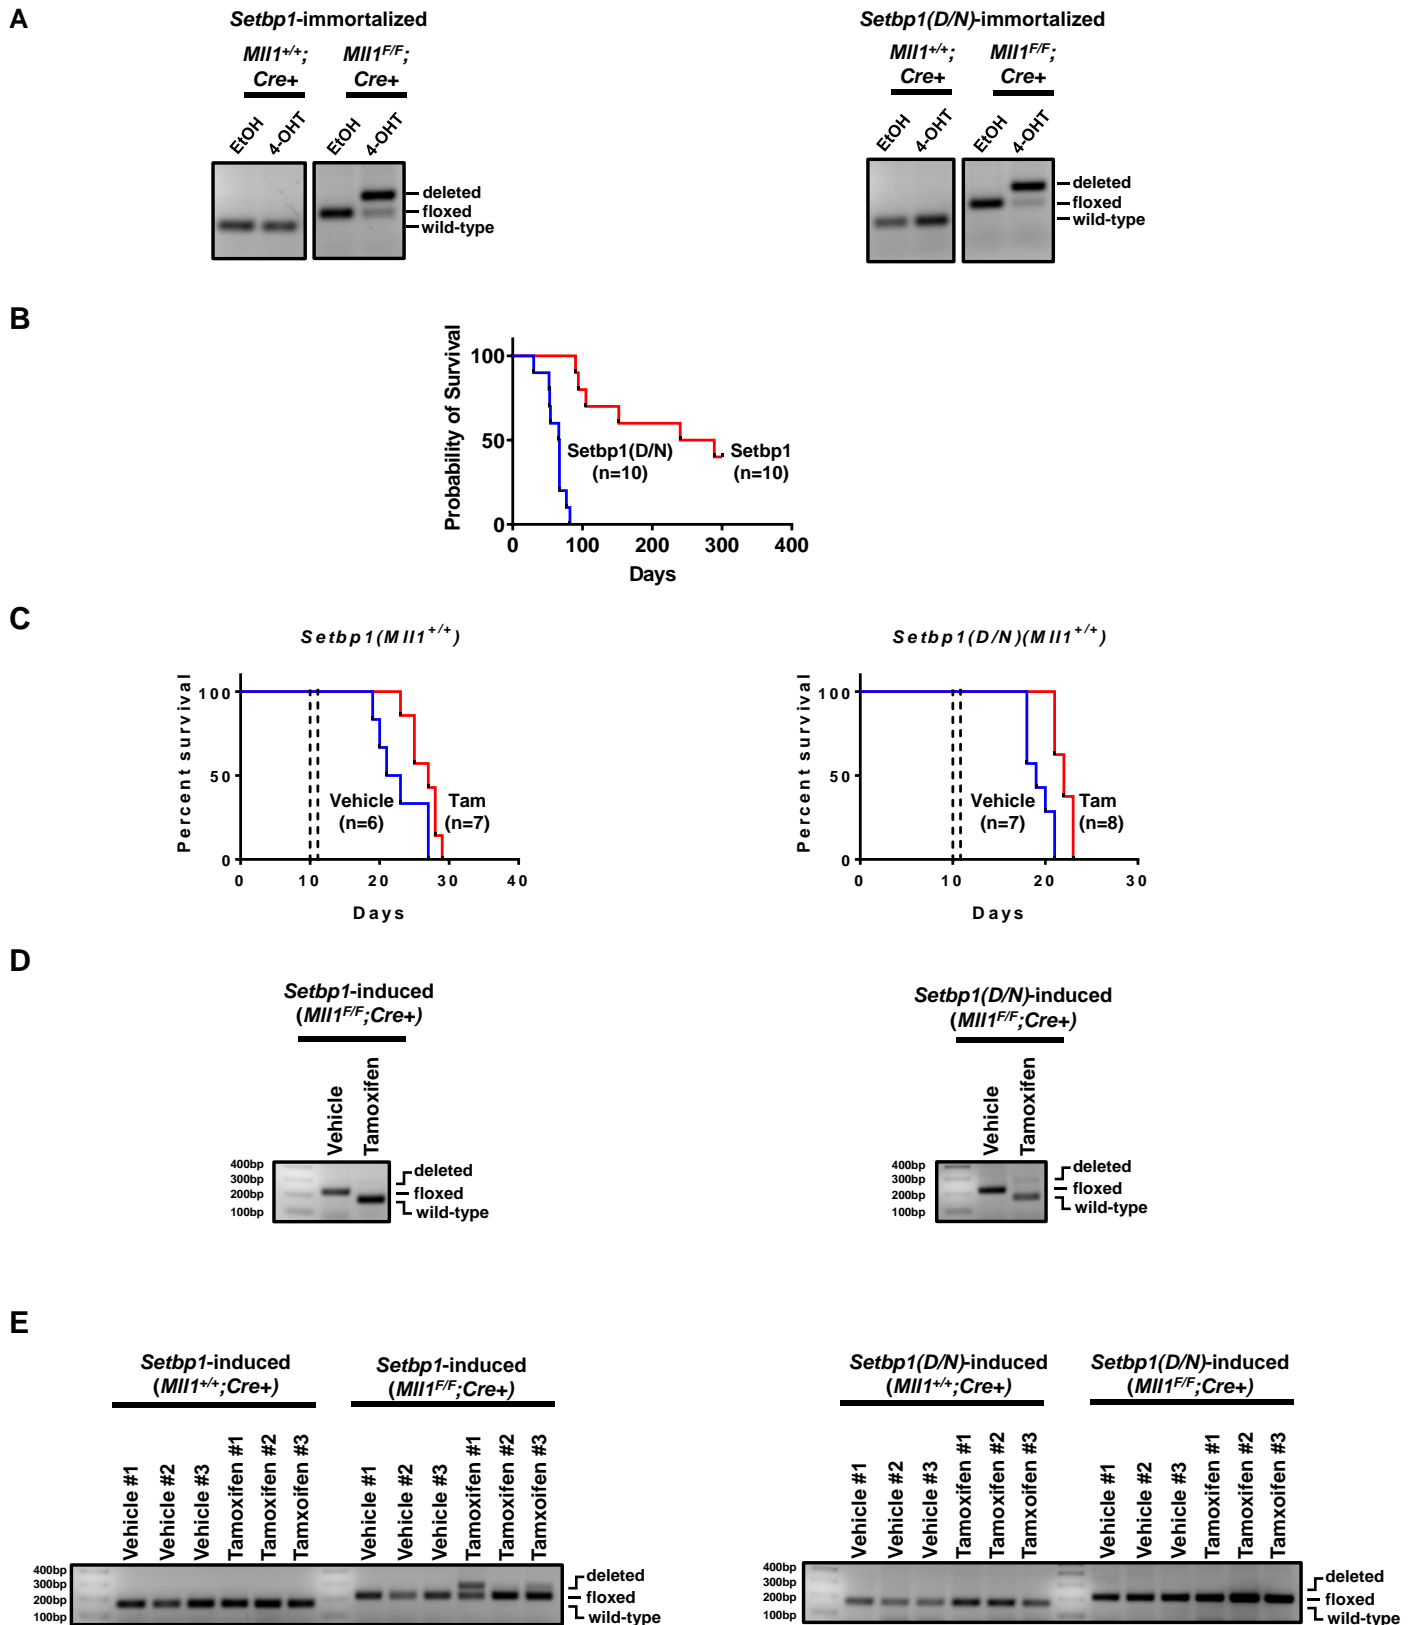 A
Setbp1-immortalized
Mll1+/+;
Cre+
Mll1F/F;
Cre+
EtOH
4-OHT
EtOH
4-OHT
deleted
floxed
wild-type
Setbp1(D/N)-immortalized
Mll1+/+;
Cre+
Mll1F/F;
Cre+
EtOH
4-OHT
EtOH
4-OHT
deleted
floxed
wild-type
B
Probability of Survival
100
50
0
Setbp1(D/N)
(n=10)
Setbp1
(n=10)
0 100 200 300 400
Days
C
Setbp1(Mll1+/+)
Percent survival
100
50
0
Vehicle
(n=6)
Tam
(n=7)
0 10 20 30 40
Days
Setbp1(D/N)(Mll1+/+)
Percent survival
100
50
0
Vehicle
(n=7)
Tam
(n=8)
0 10 20 30
Days
D
Setbp1-induced
(Mll1F/F;Cre+)
Vehicle
Tamoxifen
400bp
300bp
200bp
100bp
deleted
floxed
wild-type
Setbp1(D/N)-induced
(Mll1F/F;Cre+)
Vehicle
Tamoxifen
400bp
300bp
200bp
100bp
deleted
floxed
wild-type
E
Setbp1-induced
(Mll1+/+;Cre+)
Vehicle #1
Vehicle #2
Vehicle #3
Tamoxifen #1
Tamoxifen #2
Tamxoifen #3
Setbp1-induced
(Mll1F/F;Cre+)
Vehicle #1
Vehicle #2
Vehicle #3
Tamoxifen #1
Tamoxifen #2
Tamxoifen #3
400bp
300bp
200bp
100bp
deleted
floxed
wild-type
Setbp1(D/N)-induced
(Mll1+/+;Cre+)
Vehicle #1
Vehicle #2
Vehicle #3
Tamoxifen #1
Tamoxifen #2
Tamxoifen #3
Setbp1(D/N)-induced
(Mll1F/F;Cre+)
Vehicle #1
Vehicle #2
Vehicle #3
Tamoxifen #1
Tamoxifen #2
Tamxoifen #3
400bp
300bp
200bp
100bp
deleted
floxed
wild-type